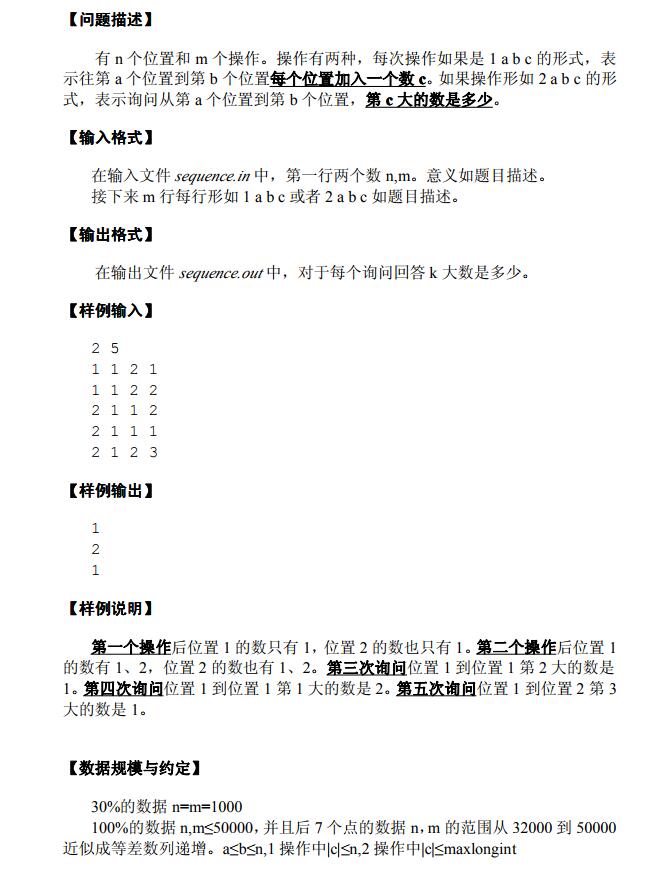 【问题描述】
有 n 个位置和 m 个操作。操作有两种，每次操作如果是 1 a b c 的形式，表
示往第 a 个位置到第 b 个位置每个位置加入一个数 c。如果操作形如 2 a b c 的形
式，表示询问从第 a 个位置到第 b 个位置，第 c 大的数是多少。
【输入格式】
在输入文件 sequence.in 中，第一行两个数 n,m。意义如题目描述。
接下来 m 行每行形如 1 a b c 或者 2 a b c 如题目描述。
【输出格式】
在输出文件 sequence.out 中，对于每个询问回答 k 大数是多少。
【样例输入】
2 5
1 1 2 1
1 1 2 2
2 1 1 2
2 1 1 1
2 1 2 3
【样例输出】
1
2
1
【样例说明】
第一个操作后位置 1 的数只有 1，位置 2 的数也只有 1。第二个操作后位置 1
的数有 1、2，位置 2 的数也有 1、2。第三次询问位置 1 到位置 1 第 2 大的数是
1。第四次询问位置 1 到位置 1 第 1 大的数是 2。第五次询问位置 1 到位置 2 第 3
大的数是 1。
【数据规模与约定】
30%的数据 n=m=1000
100%的数据 n,m≤50000，并且后 7 个点的数据 n，m 的范围从 32000 到 50000
近似成等差数列递增。a≤b≤n,1 操作中|c|≤n,2 操作中|c|≤maxlongint